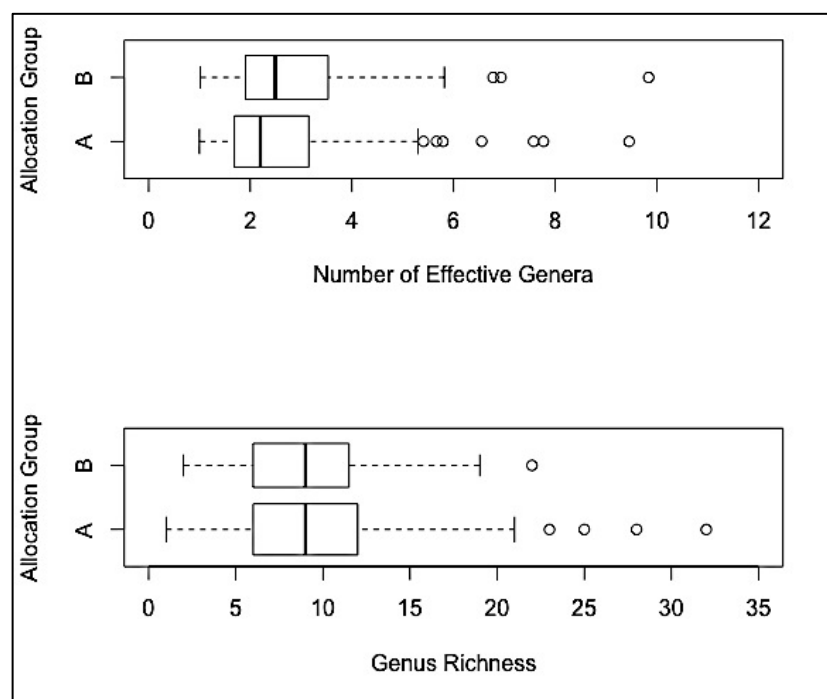 Allocation Group
B
A
0 2 4 6 8 10 12
Number of Effective Genera
Allocation Group
B
A
0 5 10 15 20 25 30 35
Genus Richness